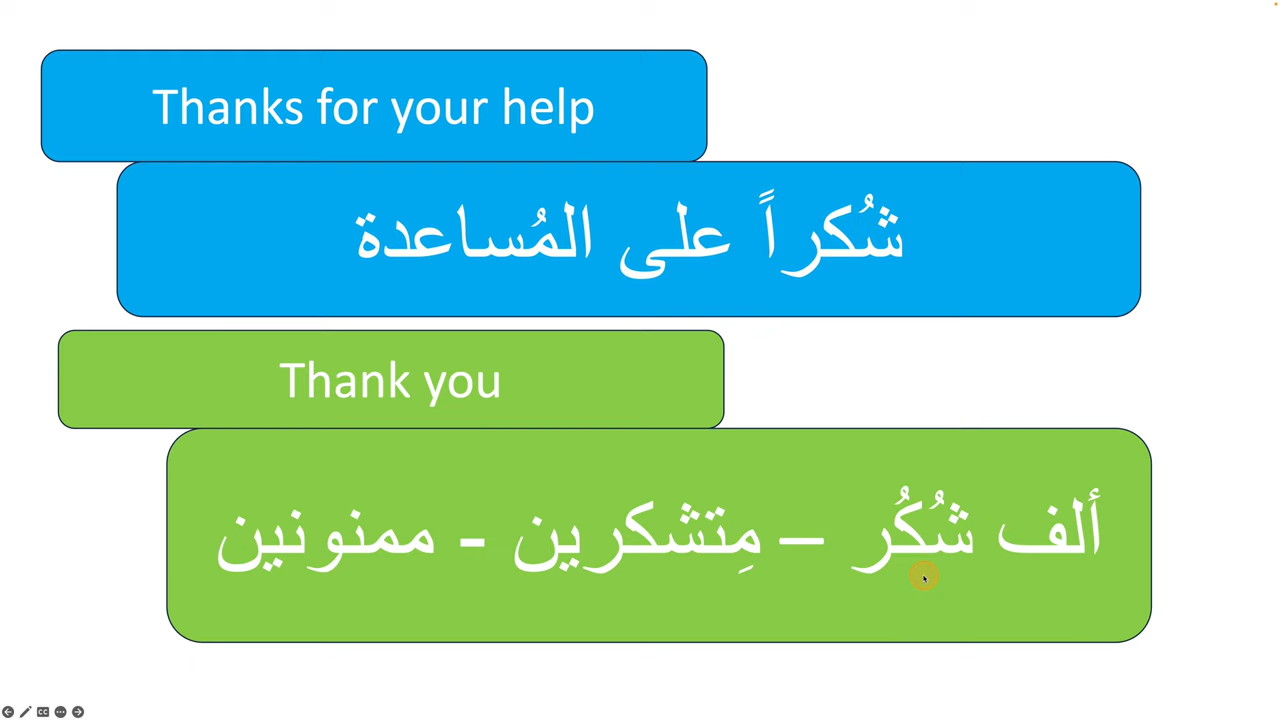 Thanks for your help
شُكراً على المُساعدة
Thank you
ألف شُكُر – مِتشكرين - ممنونين